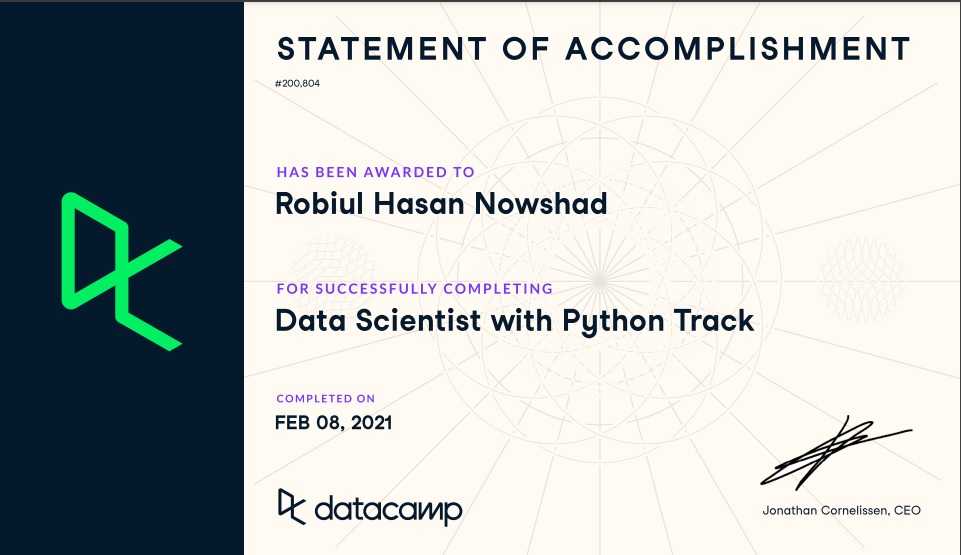 STATEMENT OF ACCOMPLISHMENT
#200,804
HAS BEEN AWARDED TO
Robiul Hasan Nowshad
FOR SUCCESSFULLY COMPLETING
Data Scientist with Python Track
COMPLETED ON
FEB 08, 2021
datacamp
Jonathan Cornelissen, CEO